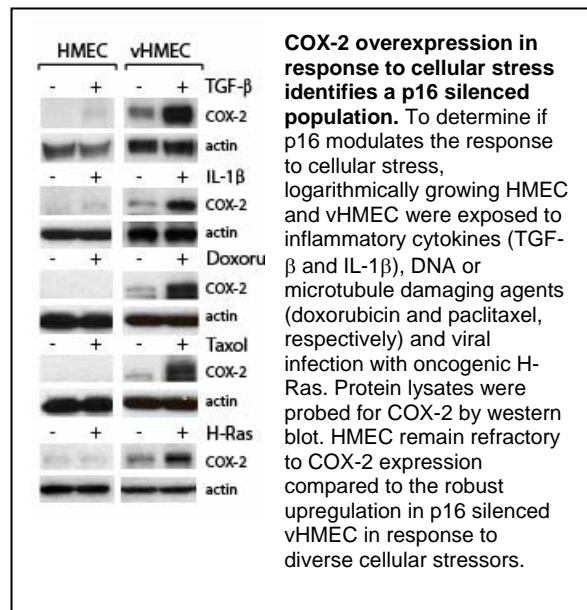 HMEC vHMEC
- + - + TGF-β
COX-2
actin
- + - + IL-1β
COX-2
actin
- + - + Doxoru
COX-2
actin
- + - + Taxol
COX-2
actin
- + - + H-Ras
COX-2
actin
COX-2 overexpression in
response to cellular stress
identifies a p16 silenced
population. To determine if
p16 modulates the response
to cellular stress,
logarithmically growing HMEC
and vHMEC were exposed to
inflammatory cytokines (TGF-
β and IL-1β), DNA or
microtubule damaging agents
(doxorubicin and paclitaxel,
respectively) and viral
infection with oncogenic H-
Ras. Protein lysates were
probed for COX-2 by western
blot. HMEC remain refractory
to COX-2 expression
compared to the robust
upregulation in p16 silenced
vHMEC in response to
diverse cellular stressors.